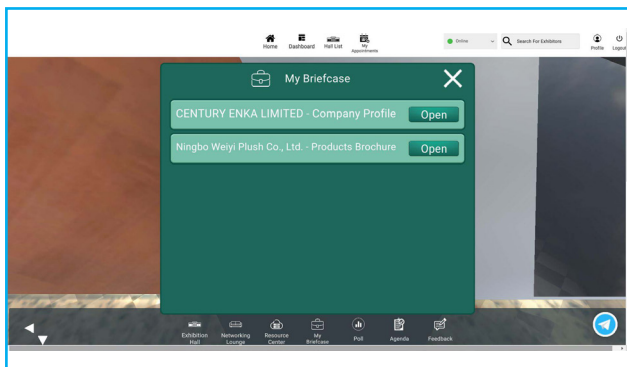 Home Dashboard Hall List My Appointments
Online
Search For Exhibitors
Profile Logout
My Briefcase
CENTURY ENKA LIMITED - Company Profile Open
Ningbo Weiyi Plush Co., Ltd. - Products Brochure Open
Exhibition Hall
Networking Lounge
Resource Center
My Briefcase
Poll
Agenda
Feedback